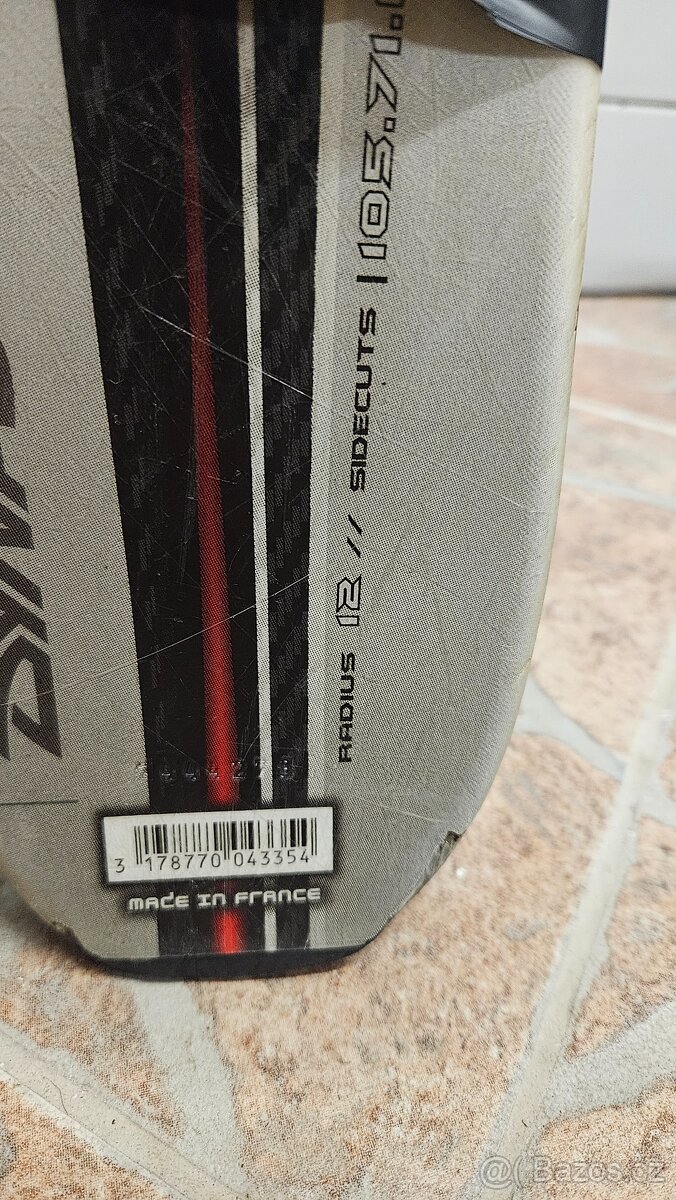 RADIUS 12 // SIDECUTS | 105.71.
3 178770 043354
MADE IN FRANCE
@ Bazos.cz